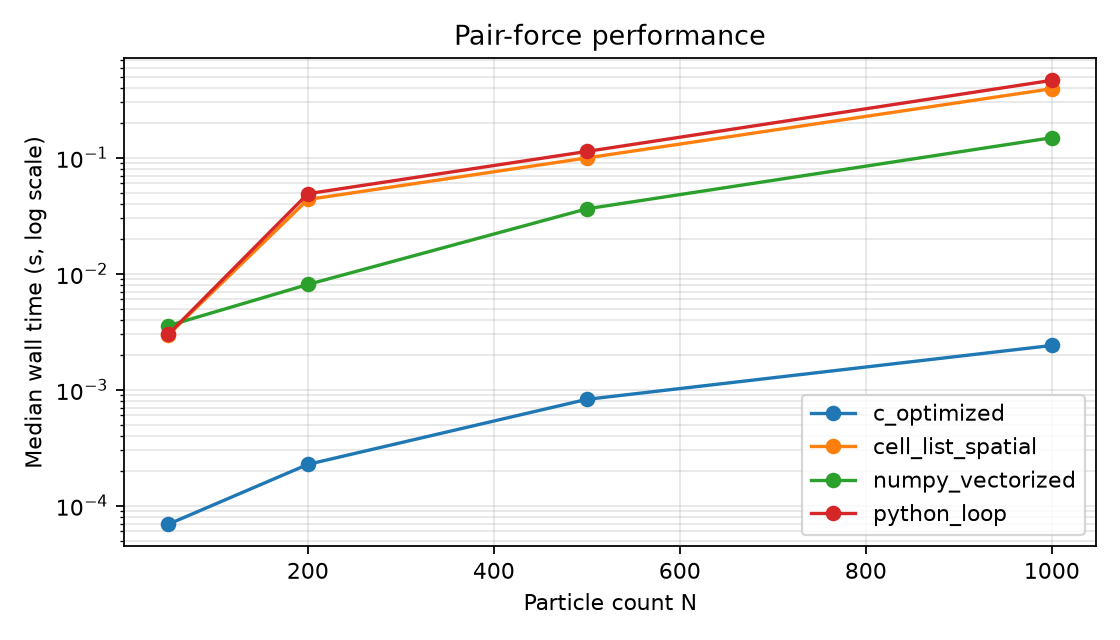 Pair-force performance
Median wall time (s, log scale)
10⁻¹
10⁻²
10⁻³
10⁻⁴
c_optimized
cell_list_spatial
numpy_vectorized
python_loop
200
400
600
800
1000
Particle count N